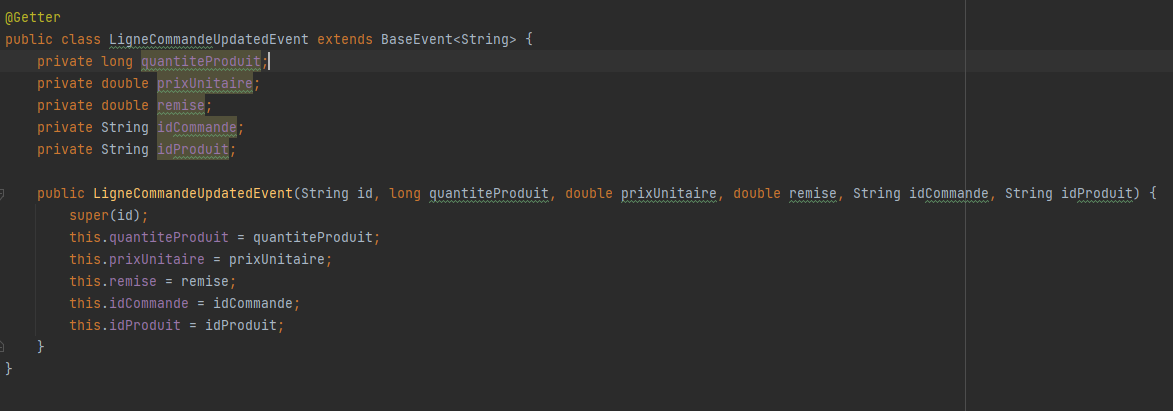 @Getter
public class LigneCommandeUpdatedEvent extends BaseEvent<String> {
    private long quantiteProduit;
    private double prixUnitaire;
    private double remise;
    private String idCommande;
    private String idProduit;

    public LigneCommandeUpdatedEvent(String id, long quantiteProduit, double prixUnitaire, double remise, String idCommande, String idProduit) {
        super(id);
        this.quantiteProduit = quantiteProduit;
        this.prixUnitaire = prixUnitaire;
        this.remise = remise;
        this.idCommande = idCommande;
        this.idProduit = idProduit;
    }
}